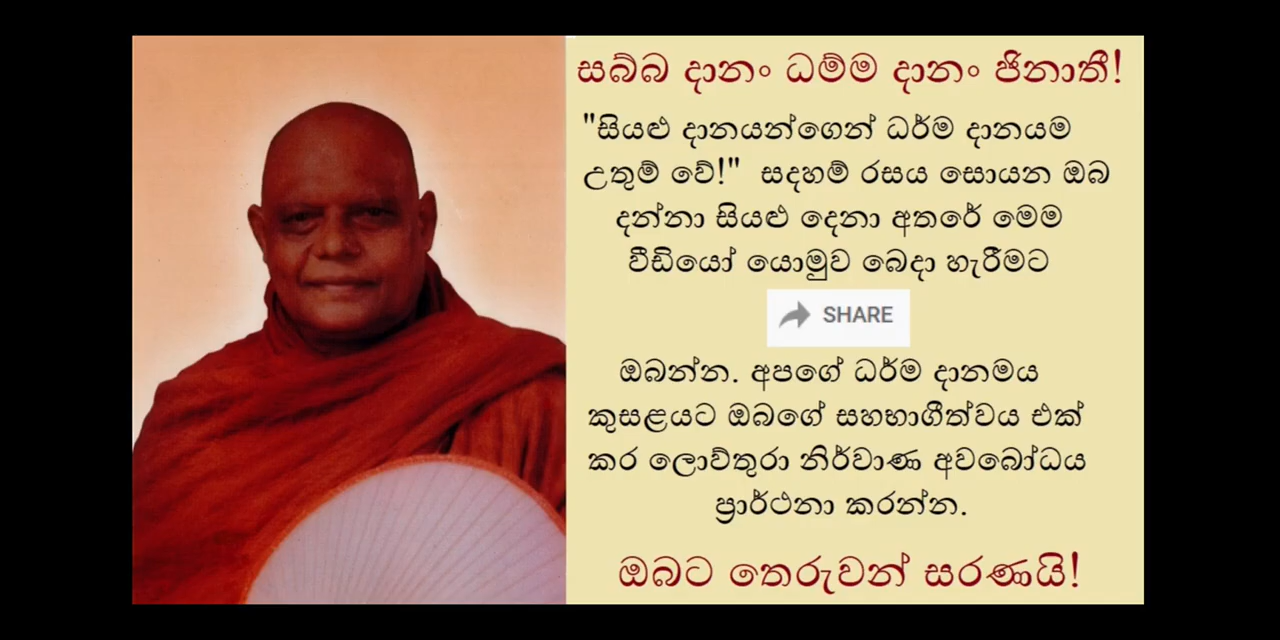 සබ්බ දානං ධම්ම දානං ජිනාතී!
"සියළු දානයන්ගෙන් ධර්ම දානයම
උතුම් වේ!" සදහම් රසය සොයන ඔබ
දන්නා සියළු දෙනා අතරේ මෙම
වීඩියෝ යොමුව බෙදා හැරීමට
SHARE
ඔබන්න. අපගේ ධර්ම දානමය
කුසළයට ඔබගේ සහභාගීත්වය එක්
කර ලොව්තුරා නිර්වාණ අවබෝධය
ප්‍රාර්ථනා කරන්න.
ඔබට තෙරුවන් සරණයි!